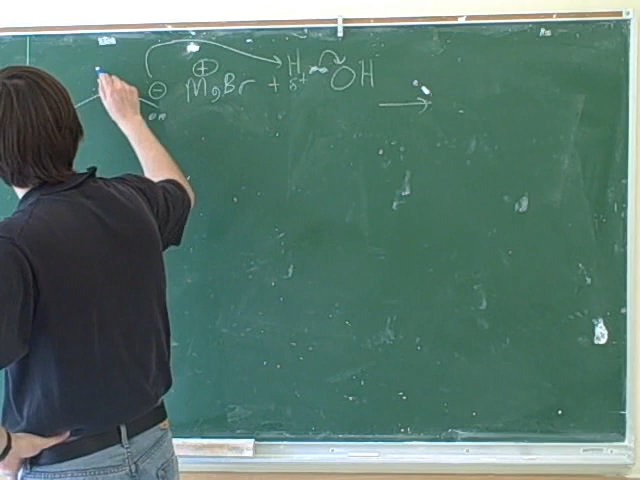 ⊖ ⊕ MgBr + H δ+ OH →